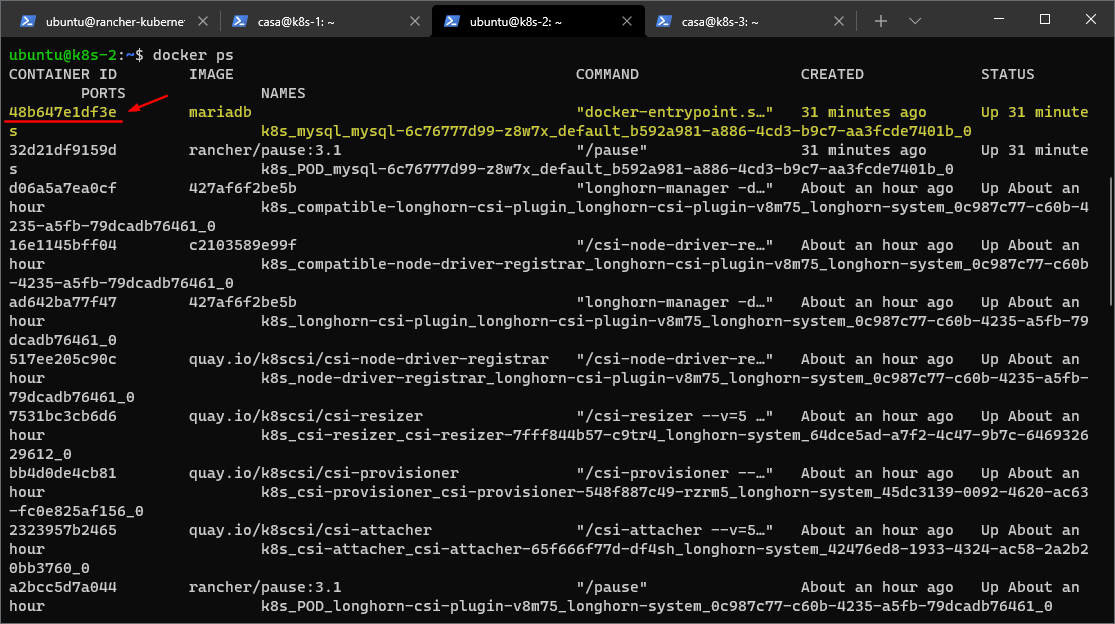 ubuntu@rancher-kubernet
casa@k8s-1: ~
ubuntu@k8s-2: ~
casa@k8s-3: ~
ubuntu@k8s-2:~$ docker ps
CONTAINER ID        IMAGE                                      COMMAND                  CREATED             STATUS
        PORTS               NAMES
48b647e1df3e        mariadb                                    "docker-entrypoint.s…"   31 minutes ago      Up 31 minute
s                           k8s_mysql_mysql-6c76777d99-z8w7x_default_b592a981-a886-4cd3-b9c7-aa3fcde7401b_0
32d21df9159d        rancher/pause:3.1                          "/pause"                 31 minutes ago      Up 31 minute
s                           k8s_POD_mysql-6c76777d99-z8w7x_default_b592a981-a886-4cd3-b9c7-aa3fcde7401b_0
d06a5a7ea0cf        427af6f2be5b                               "longhorn-manager -d…"   About an hour ago   Up About an
hour                        k8s_compatible-longhorn-csi-plugin_longhorn-csi-plugin-v8m75_longhorn-system_0c987c77-c60b-4
235-a5fb-79dcadb76461_0
16e1145bff04        c2103589e99f                               "/csi-node-driver-re…"   About an hour ago   Up About an
hour                        k8s_compatible-node-driver-registrar_longhorn-csi-plugin-v8m75_longhorn-system_0c987c77-c60b
-4235-a5fb-79dcadb76461_0
ad642ba77f47        427af6f2be5b                               "longhorn-manager -d…"   About an hour ago   Up About an
hour                        k8s_longhorn-csi-plugin_longhorn-csi-plugin-v8m75_longhorn-system_0c987c77-c60b-4235-a5fb-79
dcadb76461_0
517ee205c90c        quay.io/k8scsi/csi-node-driver-registrar   "/csi-node-driver-re…"   About an hour ago   Up About an
hour                        k8s_node-driver-registrar_longhorn-csi-plugin-v8m75_longhorn-system_0c987c77-c60b-4235-a5fb-
79dcadb76461_0
7531bc3cb6d6        quay.io/k8scsi/csi-resizer                 "/csi-resizer --v=5 …"   About an hour ago   Up About an
hour                        k8s_csi-resizer_csi-resizer-7fff844b57-c9tr4_longhorn-system_64dce5ad-a7f2-4c47-9b7c-6469326
29612_0
bb4d0de4cb81        quay.io/k8scsi/csi-provisioner             "/csi-provisioner --…"   About an hour ago   Up About an
hour                        k8s_csi-provisioner_csi-provisioner-548f887c49-rzrm5_longhorn-system_45dc3139-0092-4620-ac63
-fc0e825af156_0
2323957b2465        quay.io/k8scsi/csi-attacher                "/csi-attacher --v=5…"   About an hour ago   Up About an
hour                        k8s_csi-attacher_csi-attacher-65f666f77d-df4sh_longhorn-system_42476ed8-1933-4324-ac58-2a2b2
0bb3760_0
a2bcc5d7a044        rancher/pause:3.1                          "/pause"                 About an hour ago   Up About an
hour                        k8s_POD_longhorn-csi-plugin-v8m75_longhorn-system_0c987c77-c60b-4235-a5fb-79dcadb76461_0